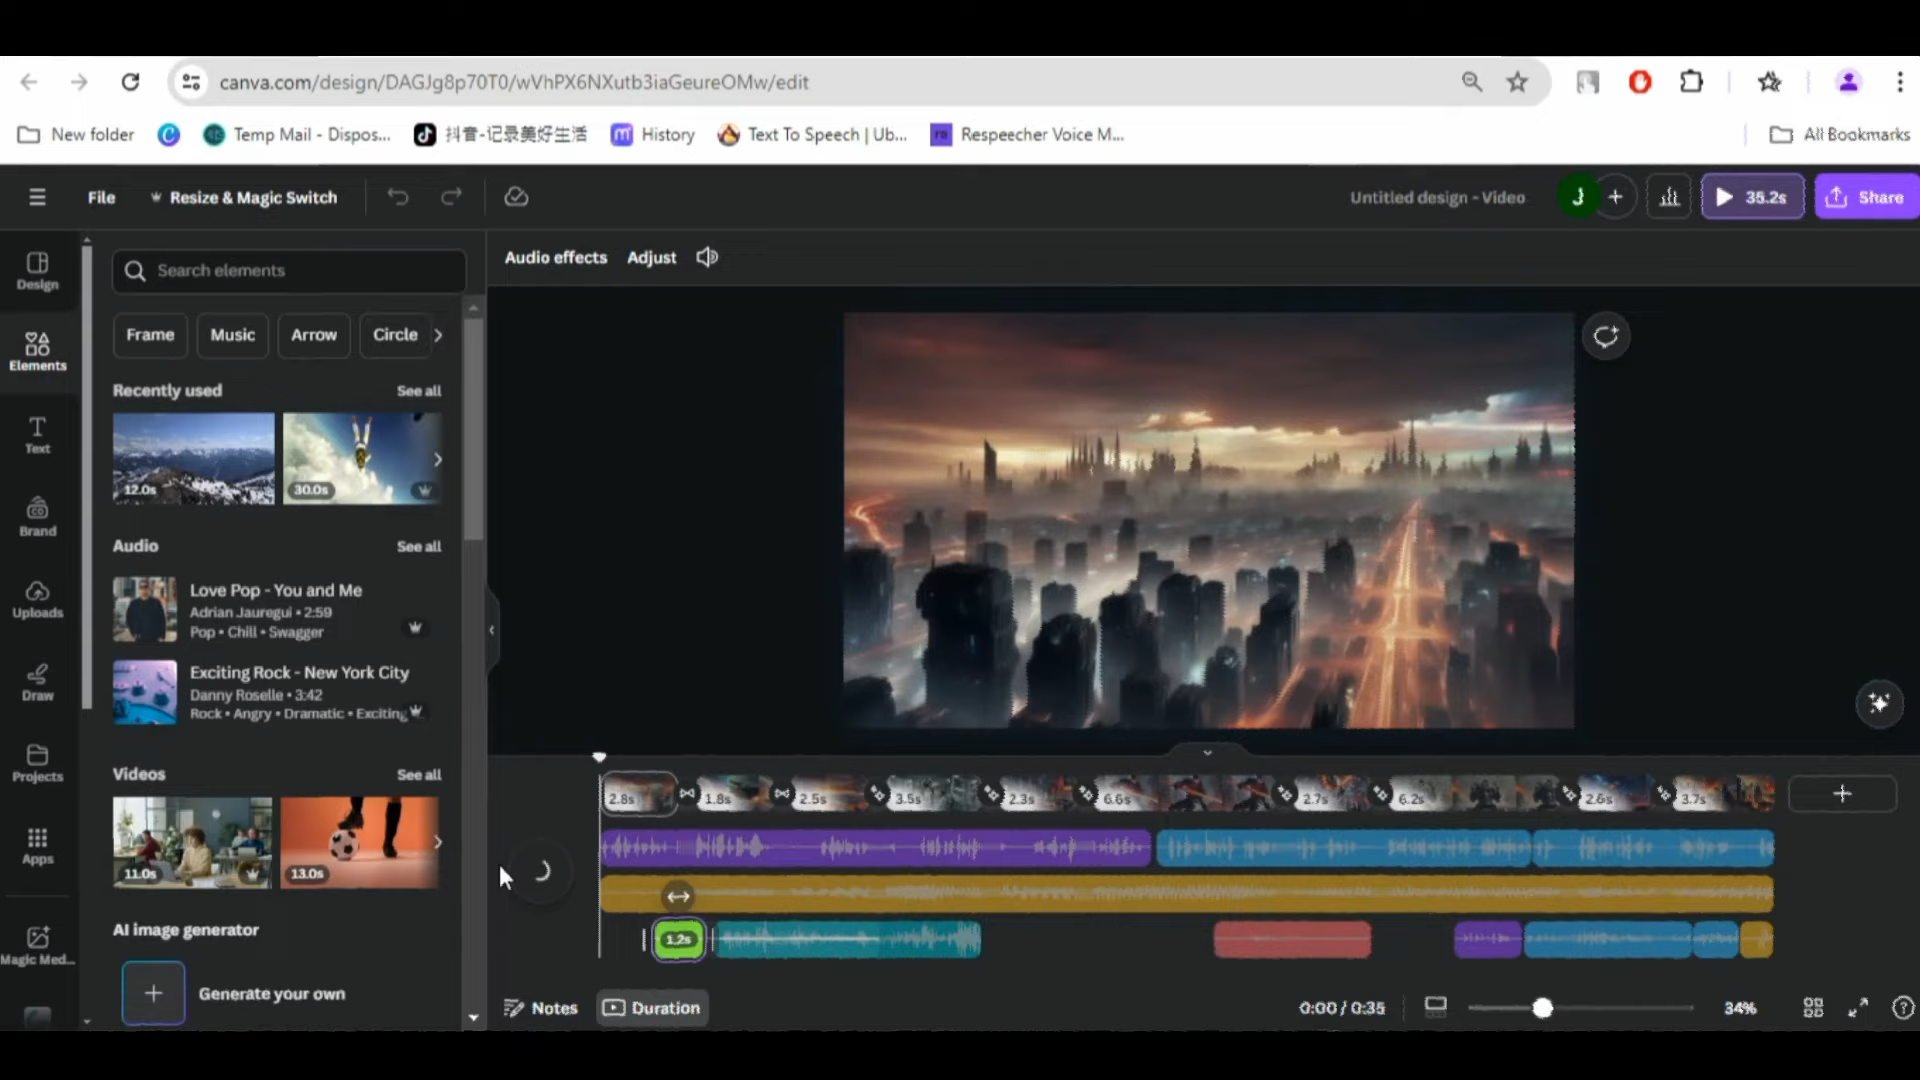 canva.com/design/DAGJg8p70T0/wVhPX6NXutb3iaGeureOMw/edit
New folder
Temp Mail - Dispos...
抖音-记录美好生活
m History
Text To Speech | Ub...
Respeecher Voice M...
All Bookmarks
File
Resize & Magic Switch
Untitled design - Video
J
+
35.2s
Share
Design
Elements
Text
Brand
Uploads
Draw
Projects
Apps
Magic Med...
Search elements
Frame
Music
Arrow
Circle
Recently used
See all
12.0s
30.0s
Audio
See all
Love Pop - You and Me
Adrian Jauregui • 2:59
Pop • Chill • Swagger
Exciting Rock - New York City
Danny Roselle • 3:42
Rock • Angry • Dramatic • Exciting
Videos
See all
11.0s
13.0s
AI image generator
Generate your own
Audio effects
Adjust
2.8s
1.8s
2.5s
3.5s
2.3s
6.6s
2.7s
6.2s
2.6s
3.7s
1.2s
Notes
Duration
0:00 / 0:35
34%